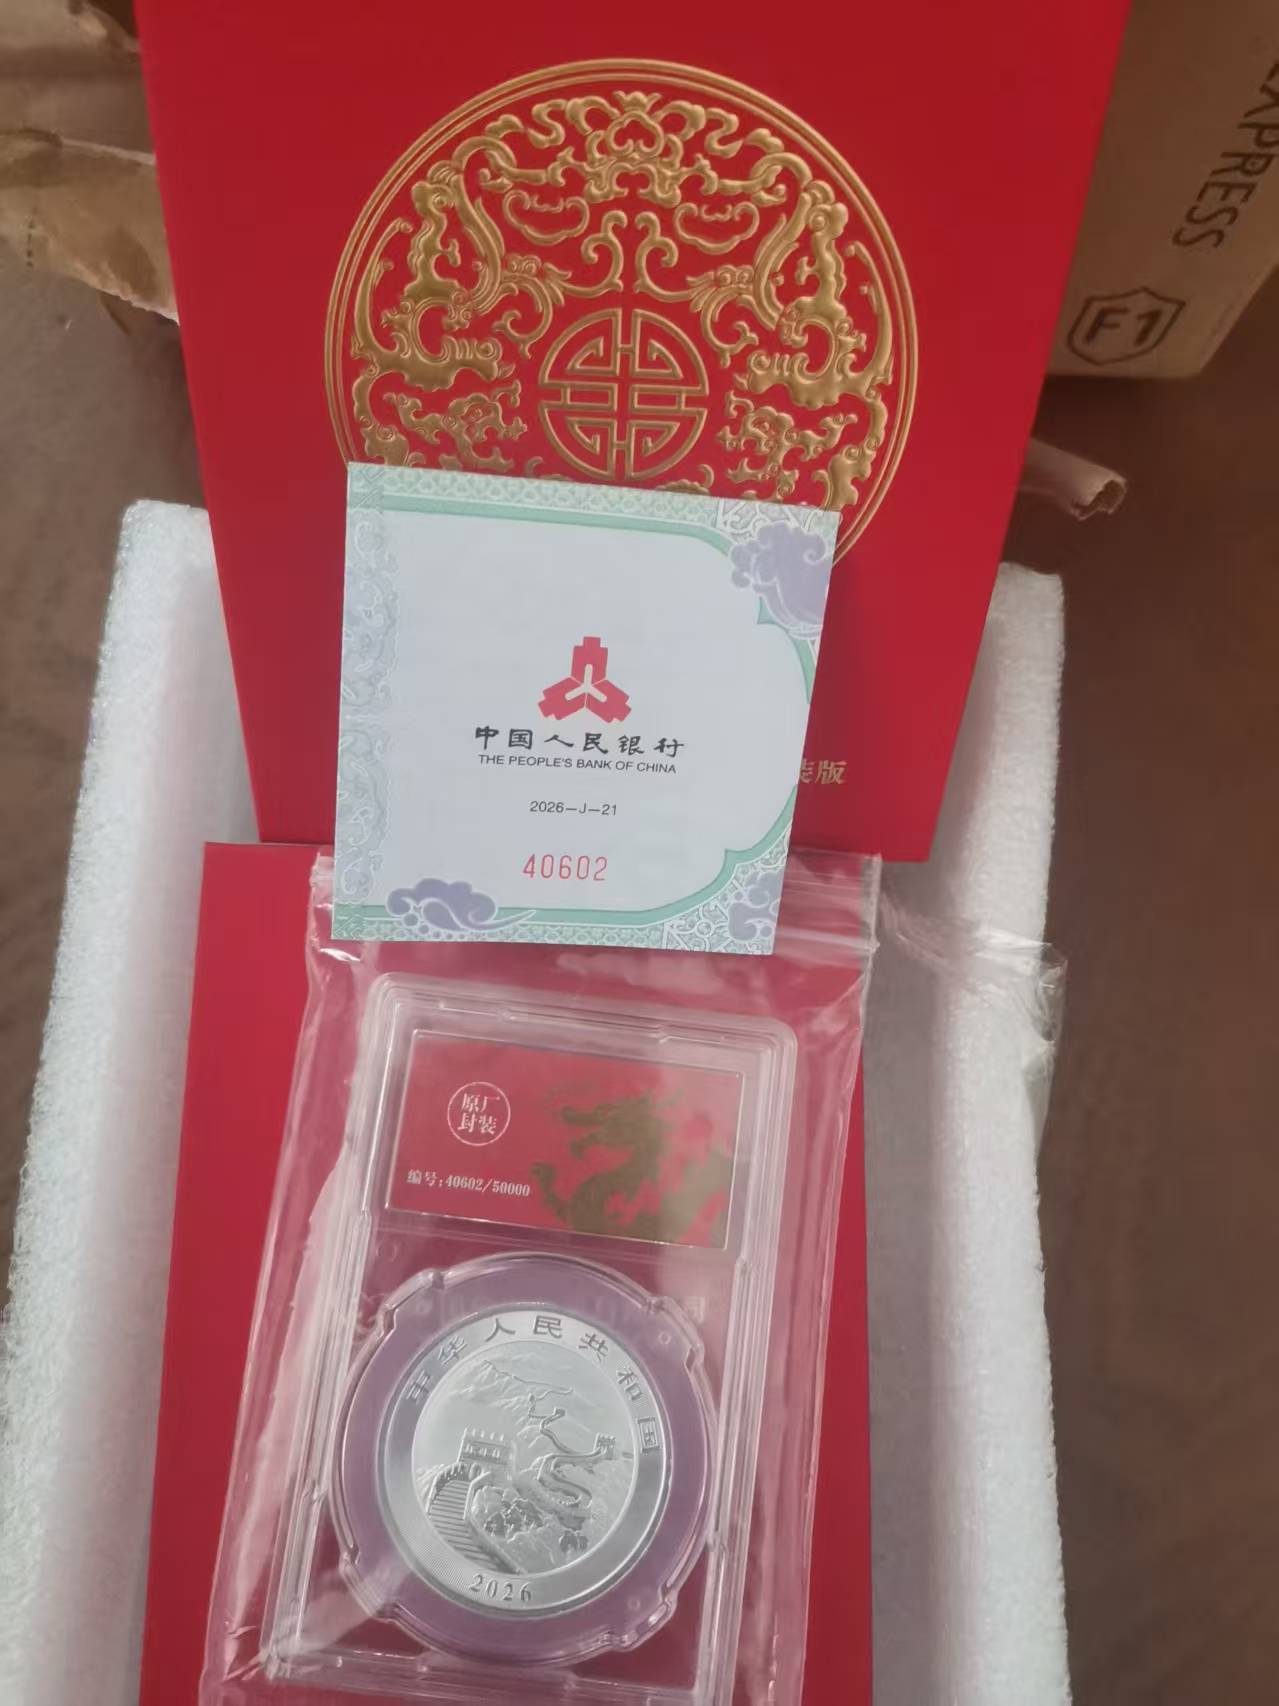 EXPRESS
F1
中国人民银行
THE PEOPLE'S BANK OF CHINA
2026—J—21
40602
装版
原厂
封装
编号:40602/50000
中华人民共和国
2026